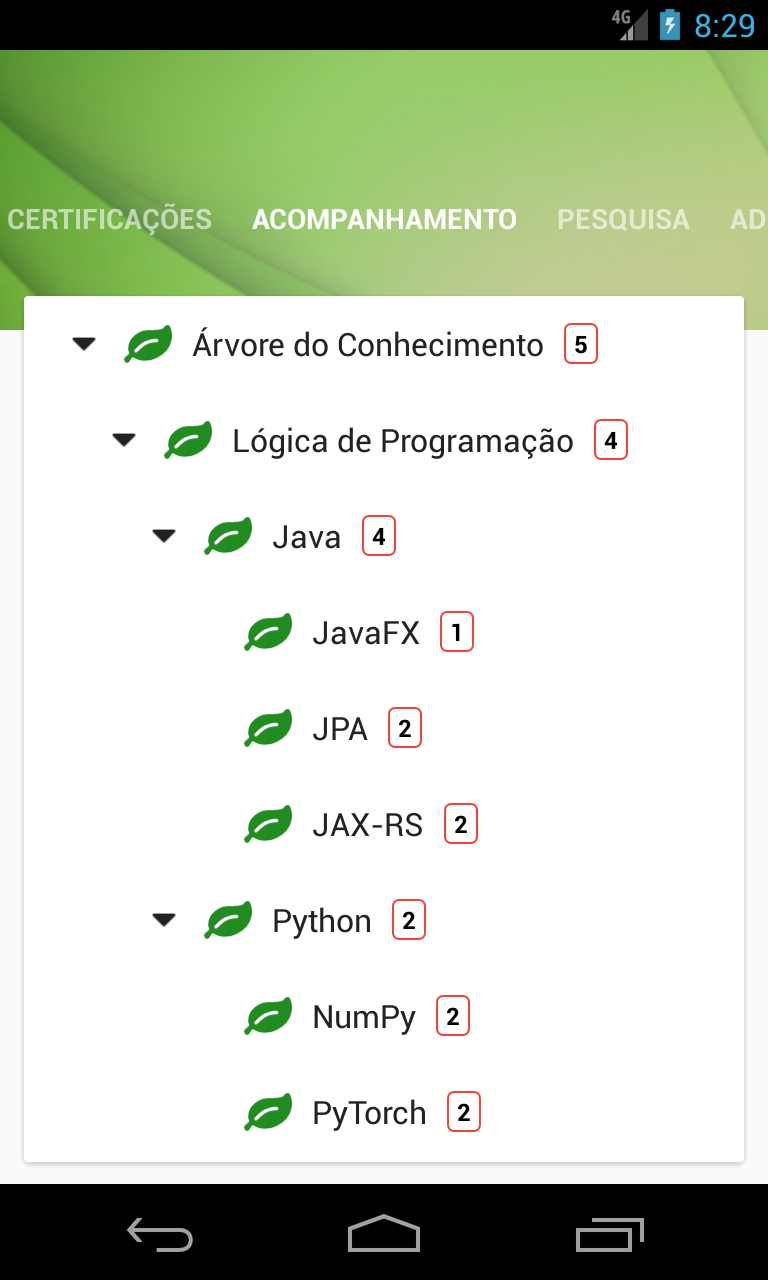 4G 8:29
CERTIFICAÇÕES ACOMPANHAMENTO PESQUISA AD
Árvore do Conhecimento 5
Lógica de Programação 4
Java 4
JavaFX 1
JPA 2
JAX-RS 2
Python 2
NumPy 2
PyTorch 2